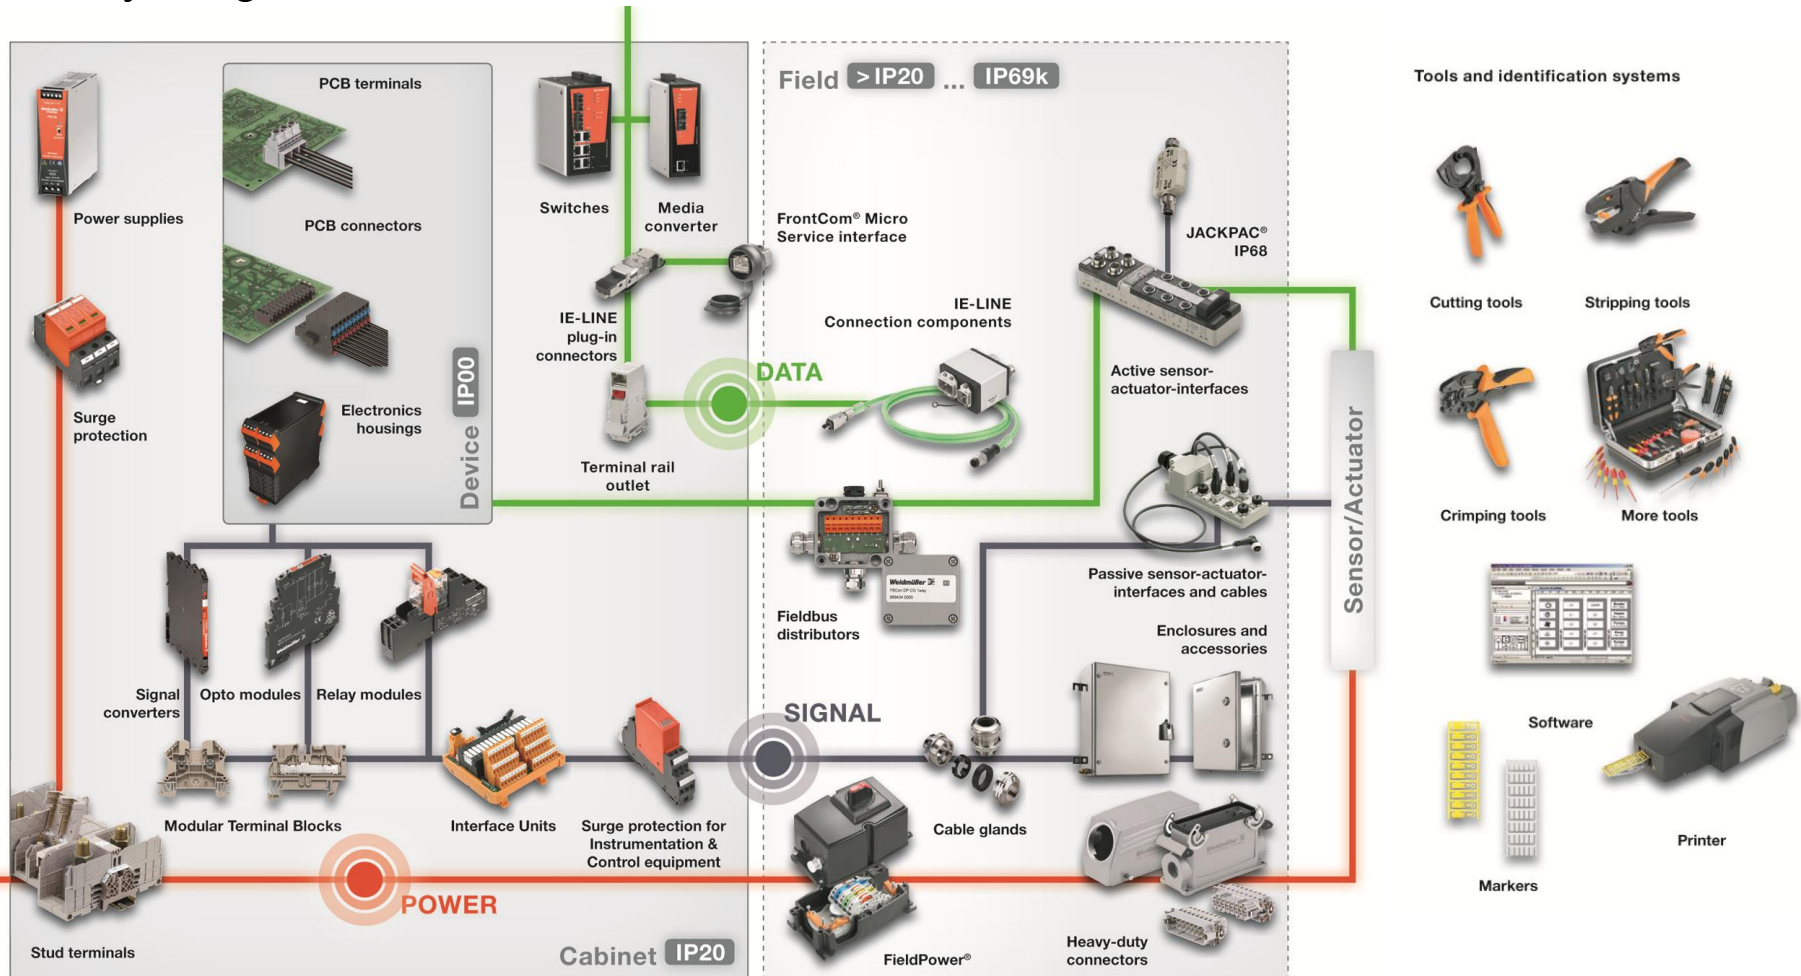 Field >IP20 ... IP69k
Tools and identification systems
PCB terminals
Power supplies
PCB connectors
Switches
Media
converter
FrontCom® Micro
Service interface
JACKPAC®
IP68
Cutting tools
Stripping tools
IE-LINE
plug-in
connectors
IE-LINE
Connection components
DATA
Active sensor-
actuator-interfaces
Surge
protection
Electronics
housings
Device IP00
Terminal rail
outlet
Sensor/Actuator
Crimping tools
More tools
Weidmüller
Fieldbus
distributors
Passive sensor-actuator-
interfaces and cables
Enclosures and
accessories
Signal
converters
Opto modules
Relay modules
SIGNAL
Software
Modular Terminal Blocks
Interface Units
Surge protection for
Instrumentation &
Control equipment
Cable glands
Printer
Markers
POWER
Stud terminals
Cabinet IP20
FieldPower®
Heavy-duty
connectors